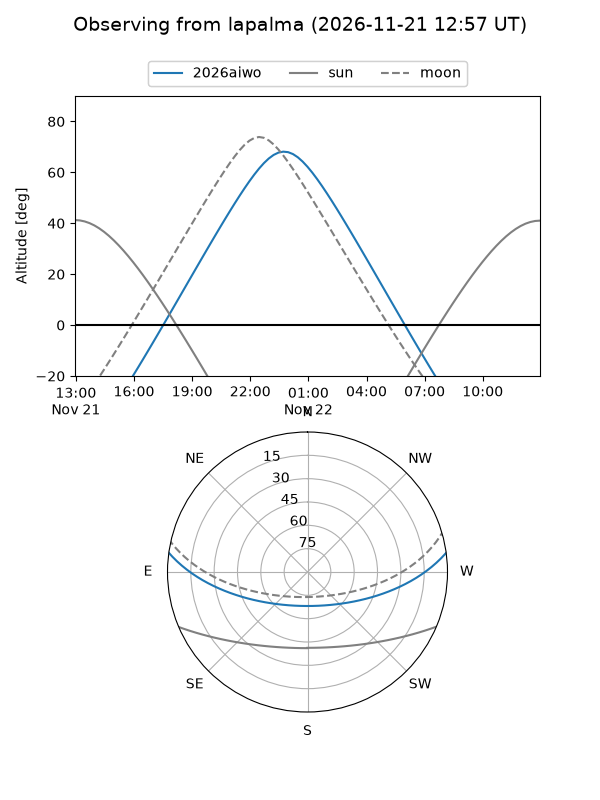 Observing from lapalma (2026-11-21 12:57 UT)
2026aiwo sun moon
Altitude [deg]
80
60
40
20
0
−20
13:00 16:00 19:00 22:00 01:00 04:00 07:00 10:00
Nov 21 Nov 22
N
NE NW
15
30
45
60
75
E W
SE SW
S